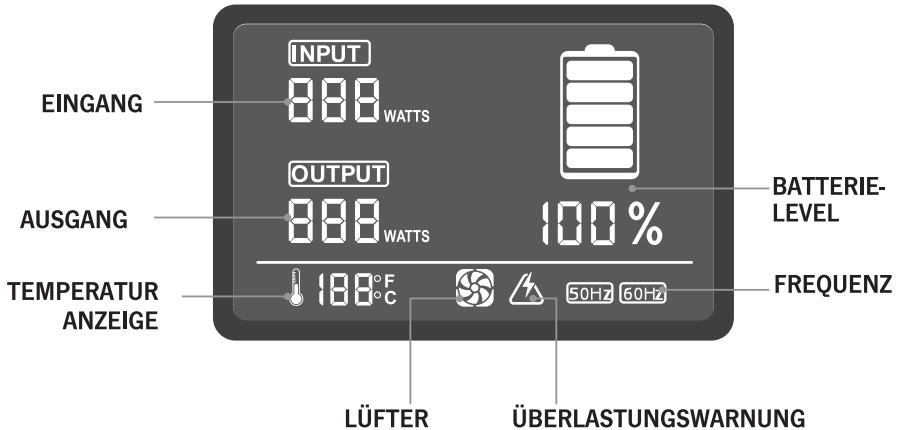 INPUT
EINGANG
888 WATTS
OUTPUT
BATTERIE-
LEVEL
AUSGANG
888 WATTS
100%
TEMPERATUR
ANZEIGE
188°F
°C
50Hz 60Hz
FREQUENZ
LÜFTER
ÜBERLASTUNGSWARNUNG